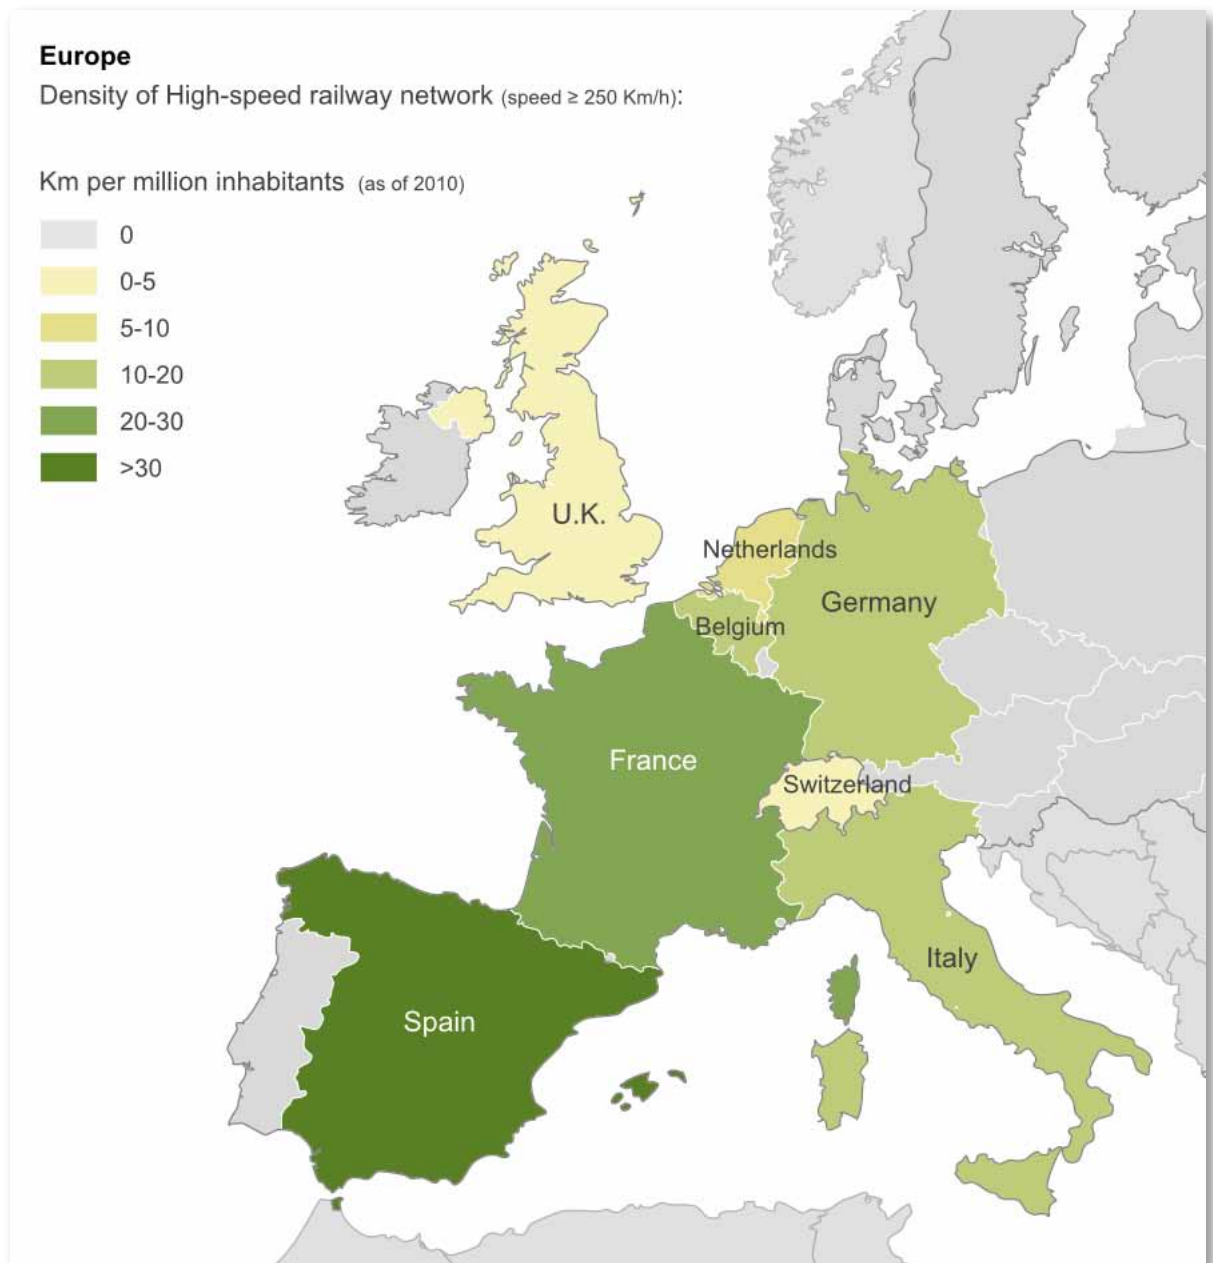 Europe
Density of High-speed railway network (speed ≥ 250 Km/h):
Km per million inhabitants (as of 2010)
0
0-5
5-10
10-20
20-30
>30
U.K.
Netherlands
Germany
Belgium
France
Switzerland
Italy
Spain